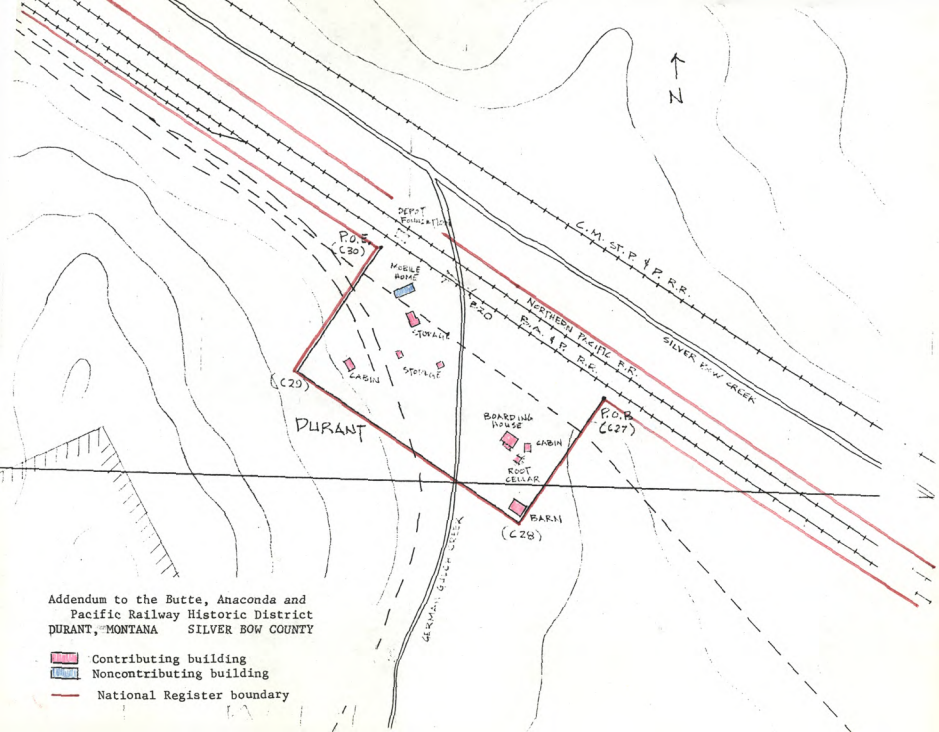 N
C. M. ST. P. & P. R.R.
DEPOT
FOUNDATION
P.O.E.
(C30)
MOBILE
HOME
B20
NORTHERN PACIFIC R.R.
B.A. & P. R.R.
SILVER BOW CREEK
STORAGE
STORAGE
CABIN
(C29)
DURANT
BOARDING
HOUSE
CABIN
ROOT
CELLAR
P.O.B.
(C27)
BARN
(C28)
GERMAN GULCH CREEK
Addendum to the Butte, Anaconda and
Pacific Railway Historic District
DURANT, MONTANA SILVER BOW COUNTY
Contributing building
Noncontributing building
National Register boundary